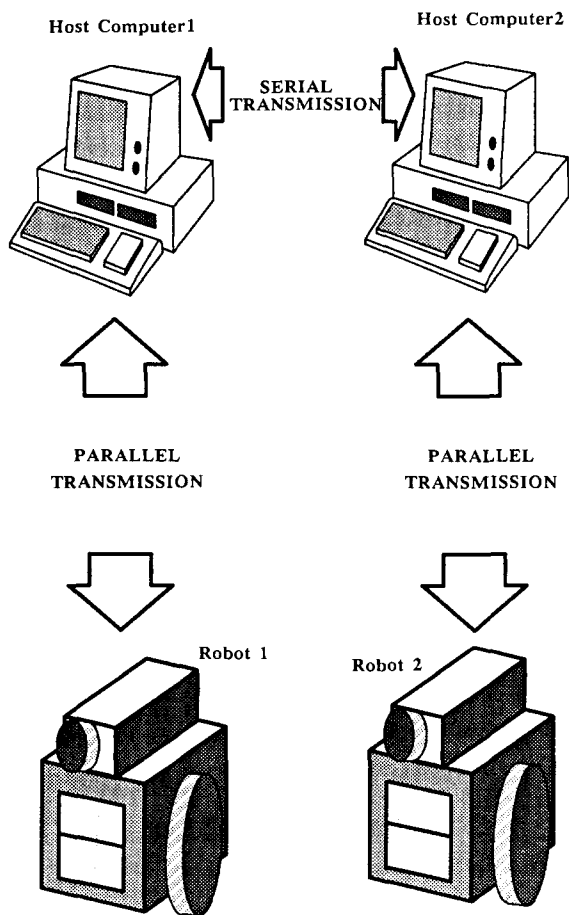 Host Computer1
Host Computer2
SERIAL
TRANSMISSION
PARALLEL
TRANSMISSION
PARALLEL
TRANSMISSION
Robot 1
Robot 2